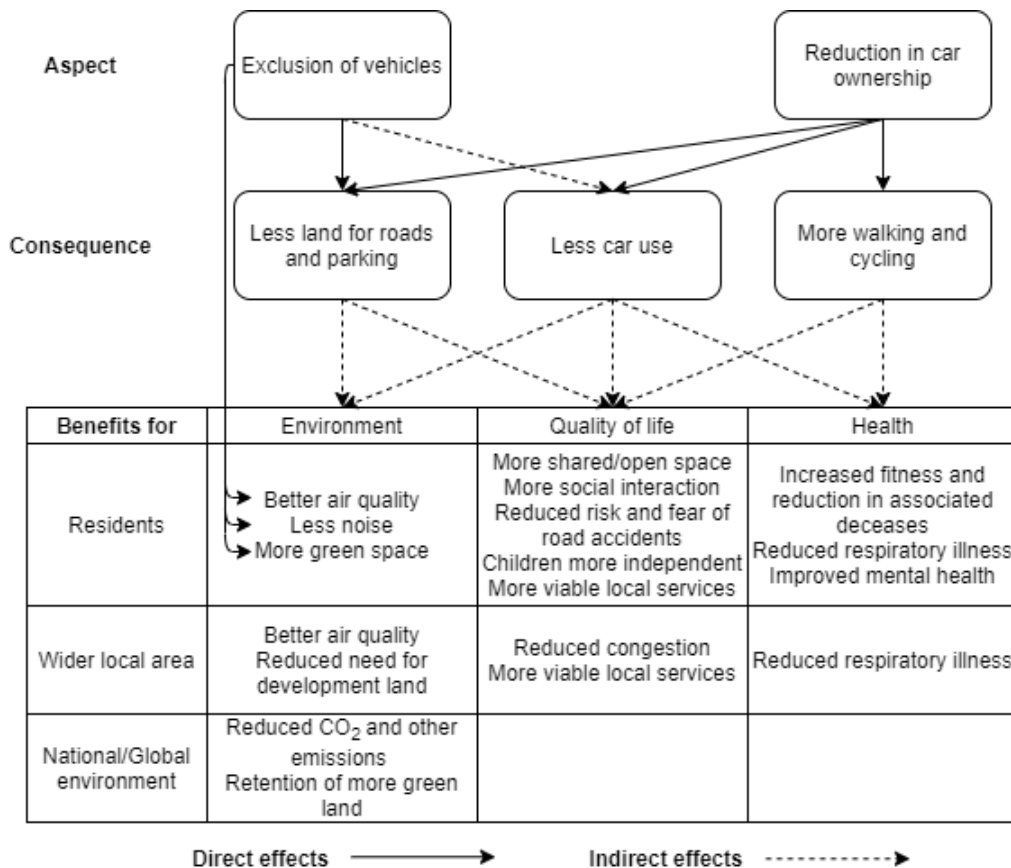 Aspect
Exclusion of vehicles
Reduction in car
ownership
Consequence
Less land for roads
and parking
Less car use
More walking and
cycling
Benefits for
Environment
Quality of life
Health
Residents
Better air quality
Less noise
More green space
More shared/open space
More social interaction
Reduced risk and fear of
road accidents
Children more independent
More viable local services
Increased fitness and
reduction in associated
deceases
Reduced respiratory illness
Improved mental health
Wider local area
Better air quality
Reduced need for
development land
Reduced congestion
More viable local services
Reduced respiratory illness
National/Global
environment
Reduced CO₂ and other
emissions
Retention of more green
land
Direct effects
Indirect effects